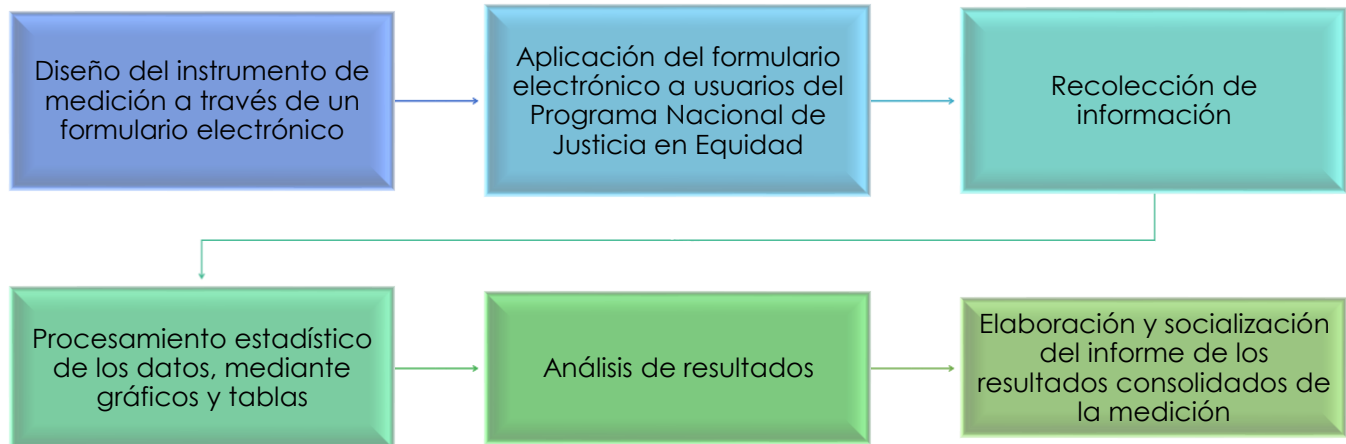 Diseño del instrumento de
medición a través de un
formulario electrónico
Aplicación del formulario
electrónico a usuarios del
Programa Nacional de
Justicia en Equidad
Recolección de
información
Procesamiento estadístico
de los datos, mediante
gráficos y tablas
Análisis de resultados
Elaboración y socialización
del informe de los
resultados consolidados de
la medición